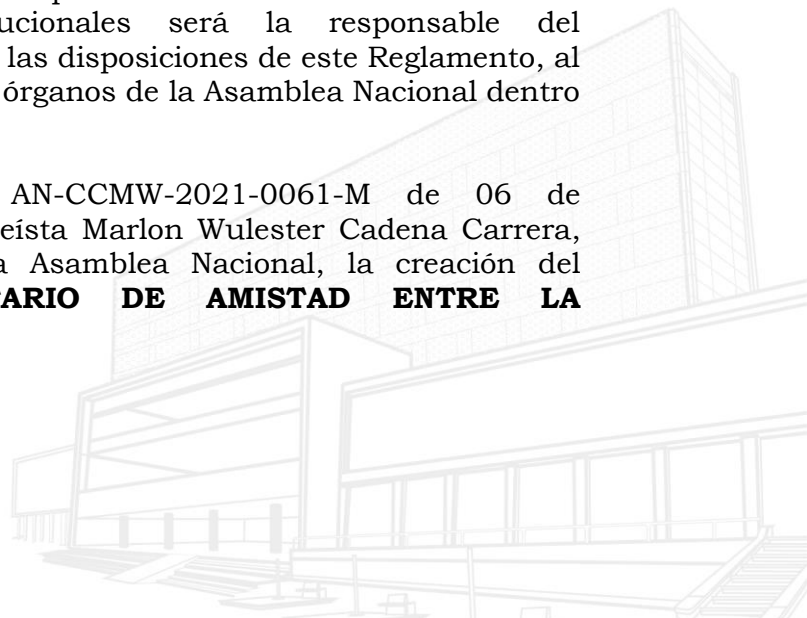 ucionales será la responsable del
las disposiciones de este Reglamento, al
órganos de la Asamblea Nacional dentro
AN-CCMW-2021-0061-M de 06 de
eísta Marlon Wulester Cadena Carrera,
a Asamblea Nacional, la creación del
ARIO DE AMISTAD ENTRE LA